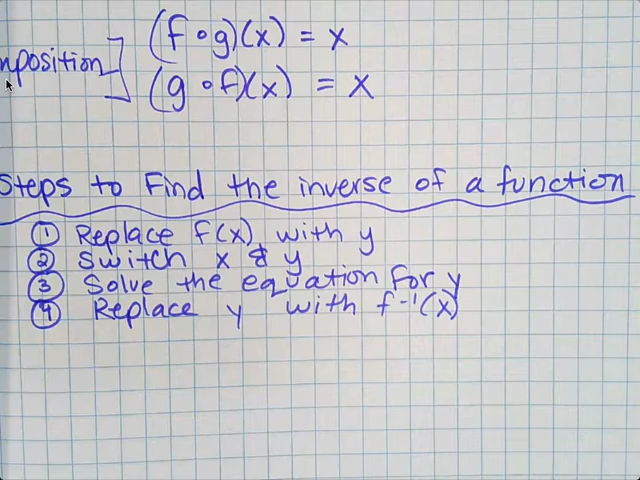 (f∘g)(x) = x
(g∘f)(x) = x
Steps to Find the inverse of a function
① Replace f(x) with y
② Switch x & y
③ Solve the equation for y
④ Replace y with f⁻¹(x)